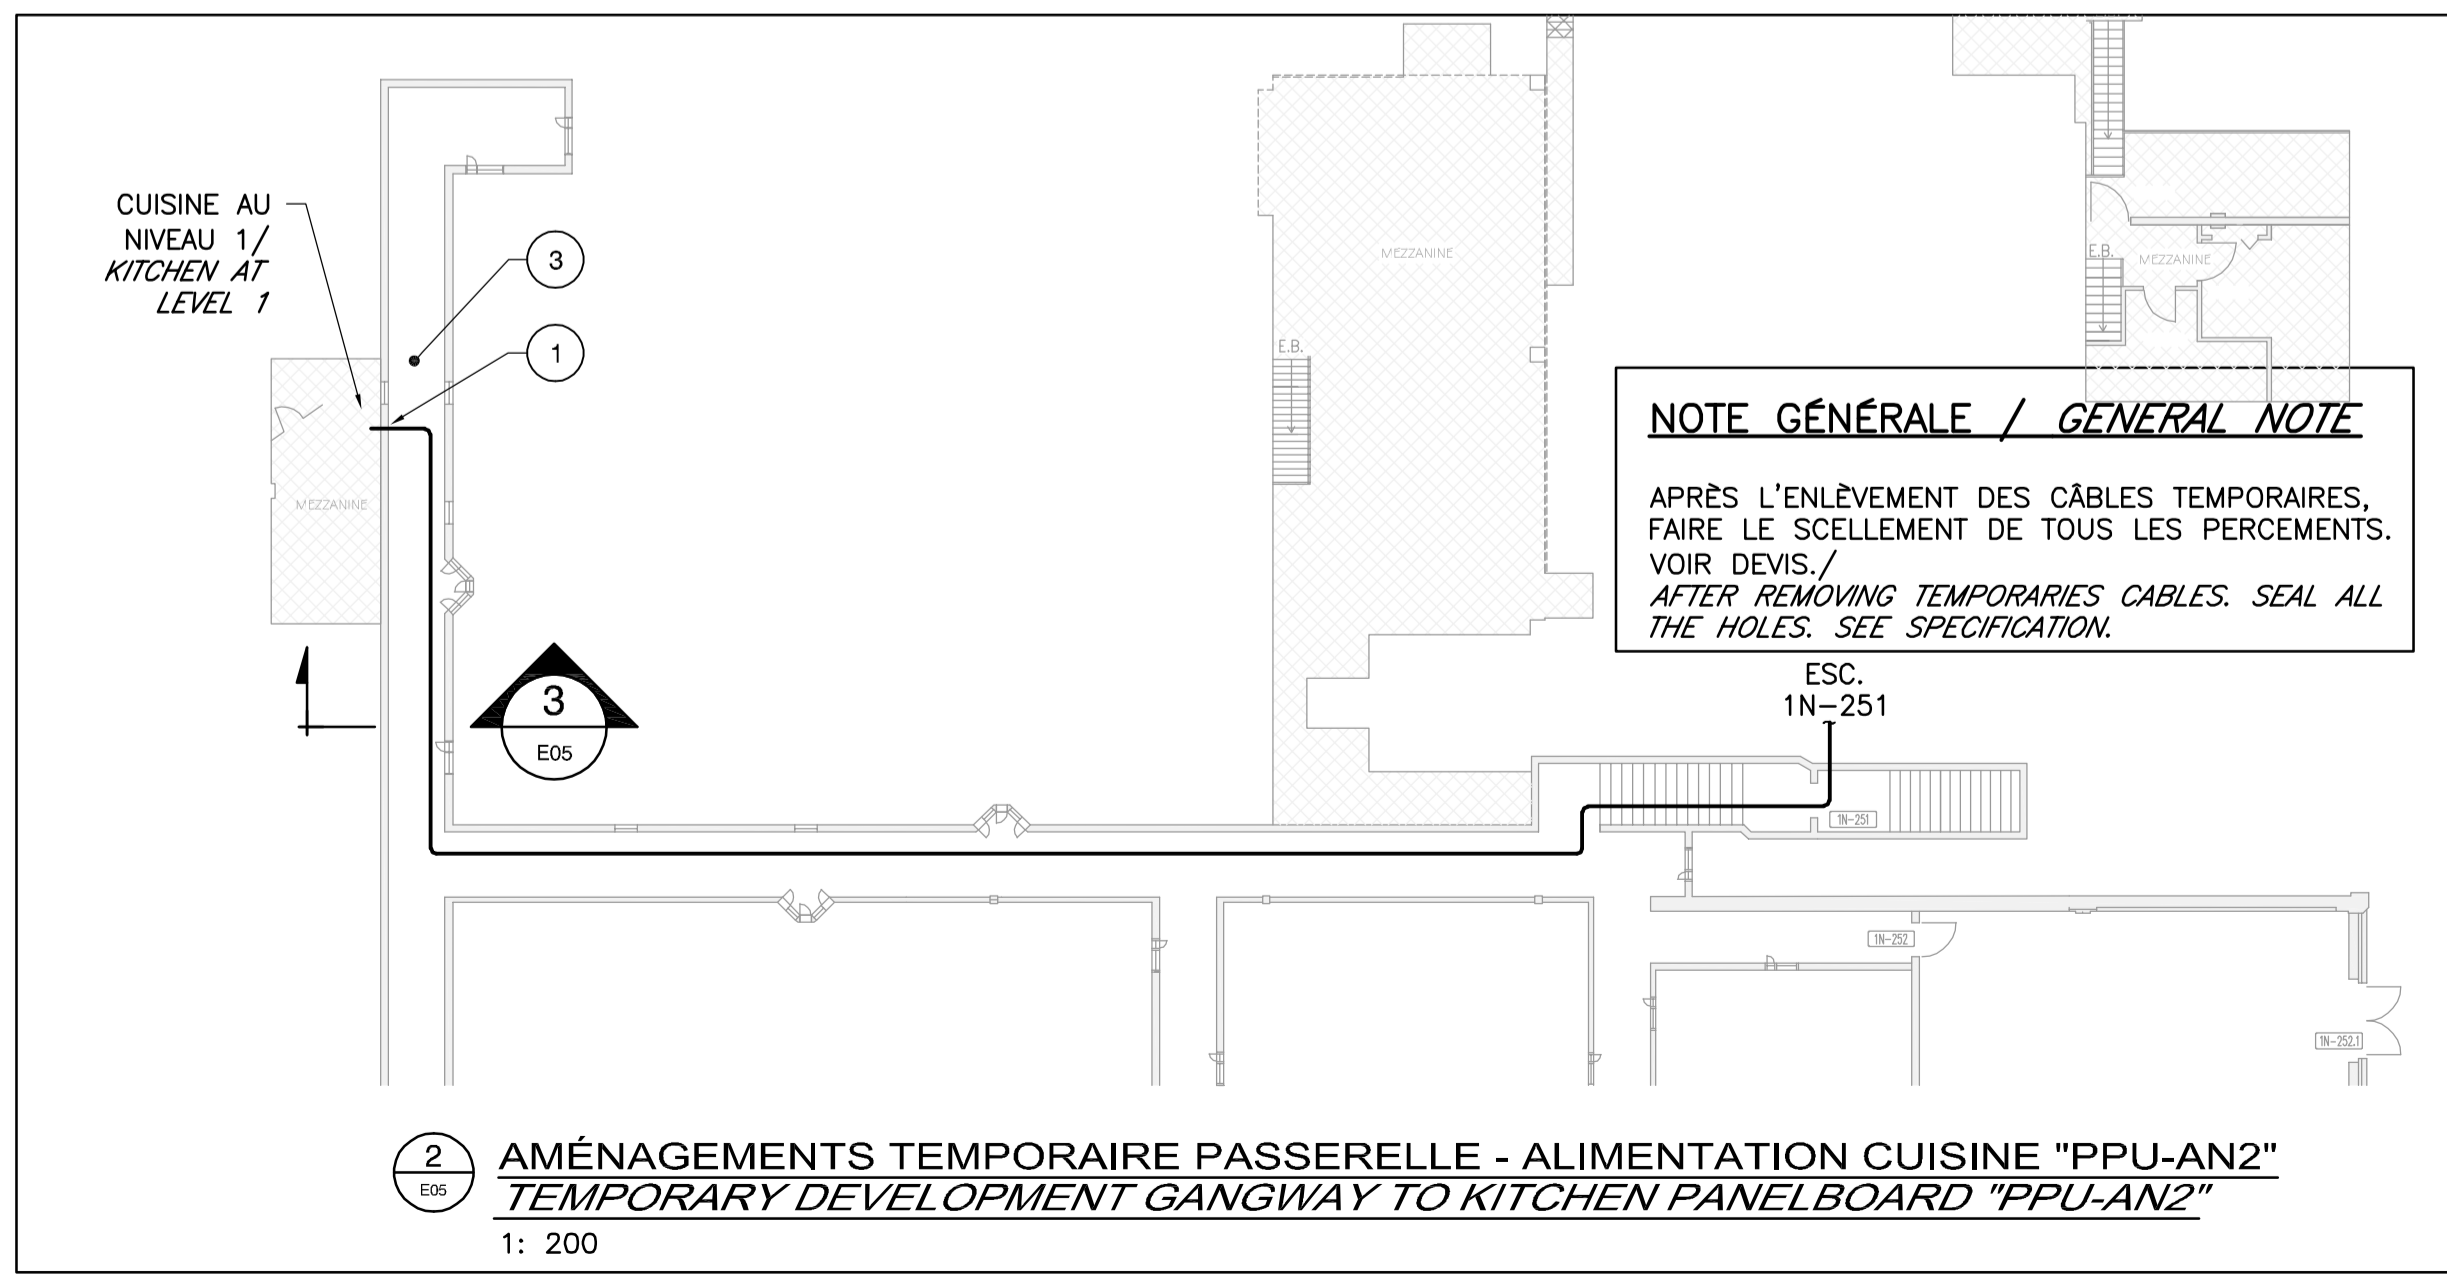 CUISINE AU
NIVEAU 1/
KITCHEN AT
LEVEL 1
3
1
MEZZANINE
MEZZANINE
E.B.
E.B.
MEZZANINE
NOTE GÉNÉRALE / GENERAL NOTE
APRÈS L'ENLÈVEMENT DES CÂBLES TEMPORAIRES,
FAIRE LE SCELLEMENT DE TOUS LES PERCEMENTS.
VOIR DEVIS./
AFTER REMOVING TEMPORARIES CABLES. SEAL ALL
THE HOLES. SEE SPECIFICATION.
3
E05
ESC.
1N-251
1N-251
1N-252
1N-252.1
2
E05
AMÉNAGEMENTS TEMPORAIRE PASSERELLE - ALIMENTATION CUISINE "PPU-AN2"
TEMPORARY DEVELOPMENT GANGWAY TO KITCHEN PANELBOARD "PPU-AN2"
1: 200